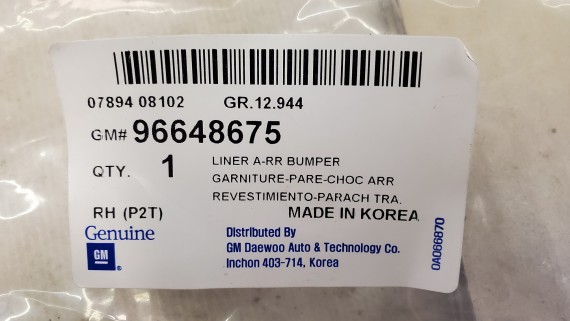 07894 08102 GR.12.944
GM# 96648675
QTY. 1 LINER A-RR BUMPER
GARNITURE-PARE-CHOC ARR
REVESTIMIENTO-PARACH TRA.
RH (P2T) MADE IN KOREA
Genuine
GM
®
Distributed By
GM Daewoo Auto & Technology Co.
Inchon 403-714, Korea
0A066870